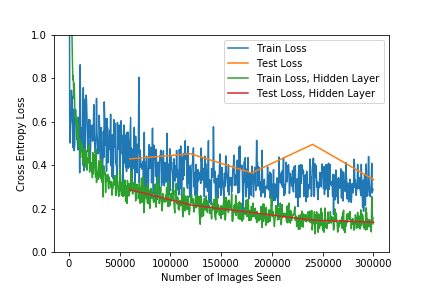 1.0
0.8
0.6
0.4
0.2
0.0
Cross Entropy Loss
Train Loss
Test Loss
Train Loss, Hidden Layer
Test Loss, Hidden Layer
0 50000 100000 150000 200000 250000 300000
Number of Images Seen